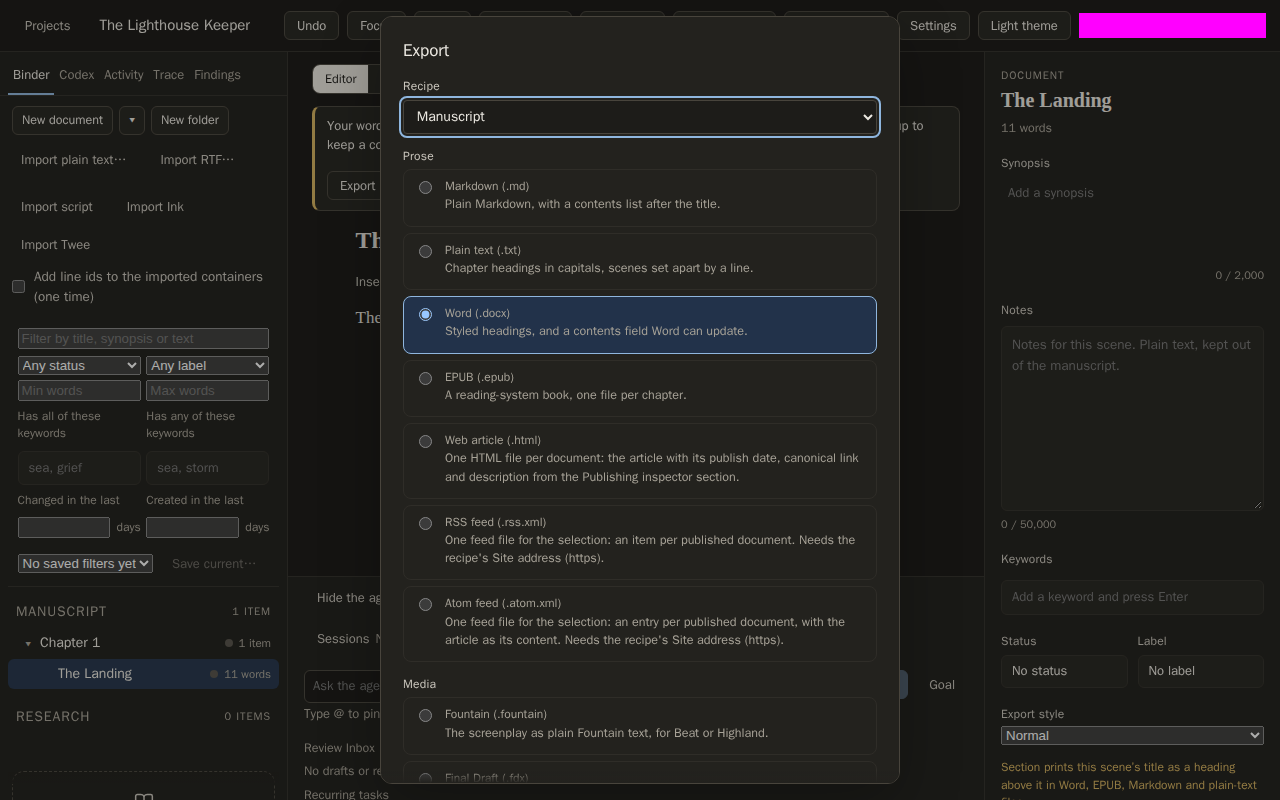 Projects
The Lighthouse Keeper
Undo
Settings
Light theme
Binder
Codex
Activity
Trace
Findings
New document
New folder
Import plain text…
Import RTF…
Import script
Import Ink
Import Twee
Add line ids to the imported containers
(one time)
Filter by title, synopsis or text
Any status
Any label
Min words
Max words
Has all of these
keywords
Has any of these
keywords
sea, grief
sea, storm
Changed in the last
Created in the last
days
days
No saved filters yet
Save current…
MANUSCRIPT
1 ITEM
Chapter 1
1 item
The Landing
11 words
RESEARCH
0 ITEMS
Editor
keep a
Export
Hide the
Sessions
Ask the
Goal
Type @ to
Review Inbox
No drafts or
Recurring tasks
Export
Recipe
Manuscript
Prose
Markdown (.md)
Plain Markdown, with a contents list after the title.
Plain text (.txt)
Chapter headings in capitals, scenes set apart by a line.
Word (.docx)
Styled headings, and a contents field Word can update.
EPUB (.epub)
A reading-system book, one file per chapter.
Web article (.html)
One HTML file per document: the article with its publish date, canonical link
and description from the Publishing inspector section.
RSS feed (.rss.xml)
One feed file for the selection: an item per published document. Needs the
recipe's Site address (https).
Atom feed (.atom.xml)
One feed file for the selection: an entry per published document, with the
article as its content. Needs the recipe's Site address (https).
Media
Fountain (.fountain)
The screenplay as plain Fountain text, for Beat or Highland.
Final Draft (.fdx)
DOCUMENT
The Landing
11 words
Synopsis
Add a synopsis
0 / 2,000
Notes
Notes for this scene. Plain text, kept out
of the manuscript.
0 / 50,000
Keywords
Add a keyword and press Enter
Status
Label
No status
No label
Export style
Normal
Section prints this scene's title as a heading
above it in Word, EPUB, Markdown and plain-text